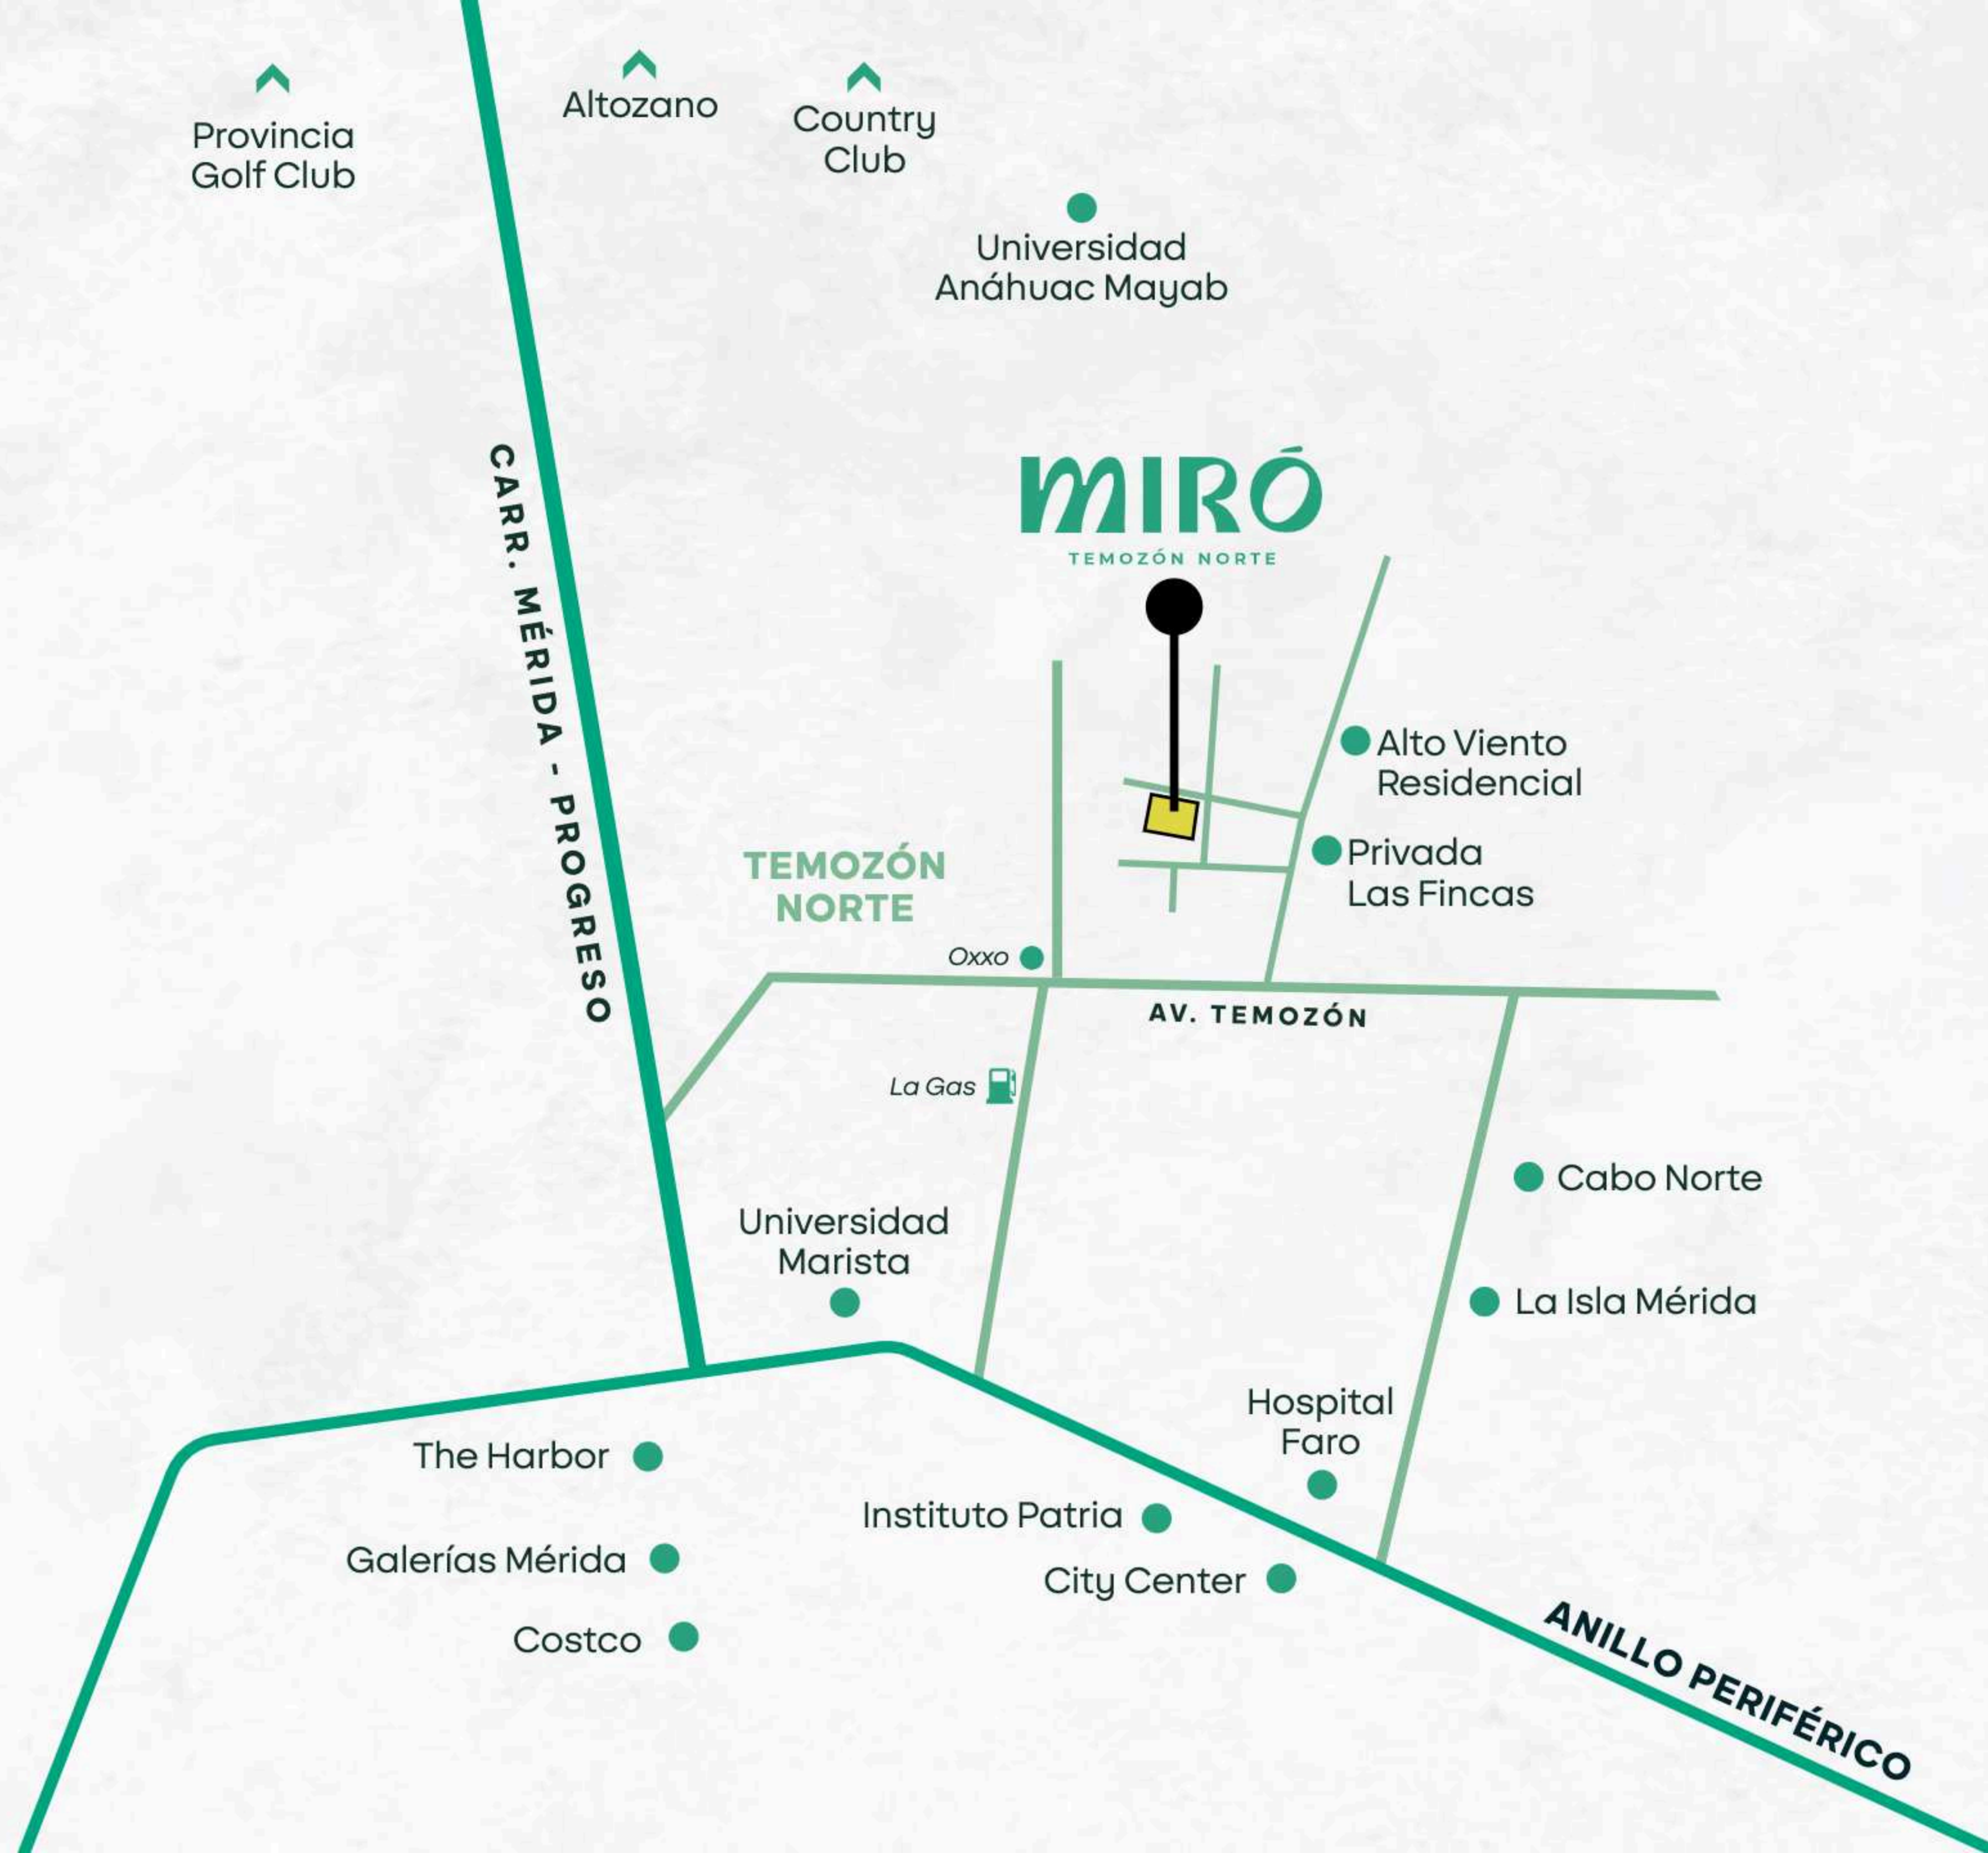 Altozano
Provincia
Golf Club
Country
Club
Universidad
Anáhuac Mayab
CARR. MÉRIDA - PROGRESO
MIRÓ
TEMOZÓN NORTE
Alto Viento
Residencial
Privada
Las Fincas
TEMOZÓN
NORTE
Oxxo
AV. TEMOZÓN
La Gas
Cabo Norte
Universidad
Marista
La Isla Mérida
Hospital
Faro
The Harbor
Instituto Patria
Galerías Mérida
City Center
Costco
ANILLO PERIFÉRICO